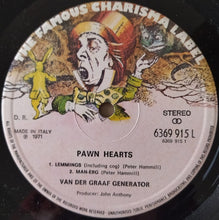 THE FAMOUS CHARISMA LABEL
D. R.
STEREO
MADE IN ITALY
℗ 1971
6369 915 L
6369 915 1
PAWN HEARTS
1. LEMMINGS (including cog) (Peter Hammill)
2. MAN-ERG (Peter Hammill)
VAN DER GRAAF GENERATOR
Producer: John Anthony